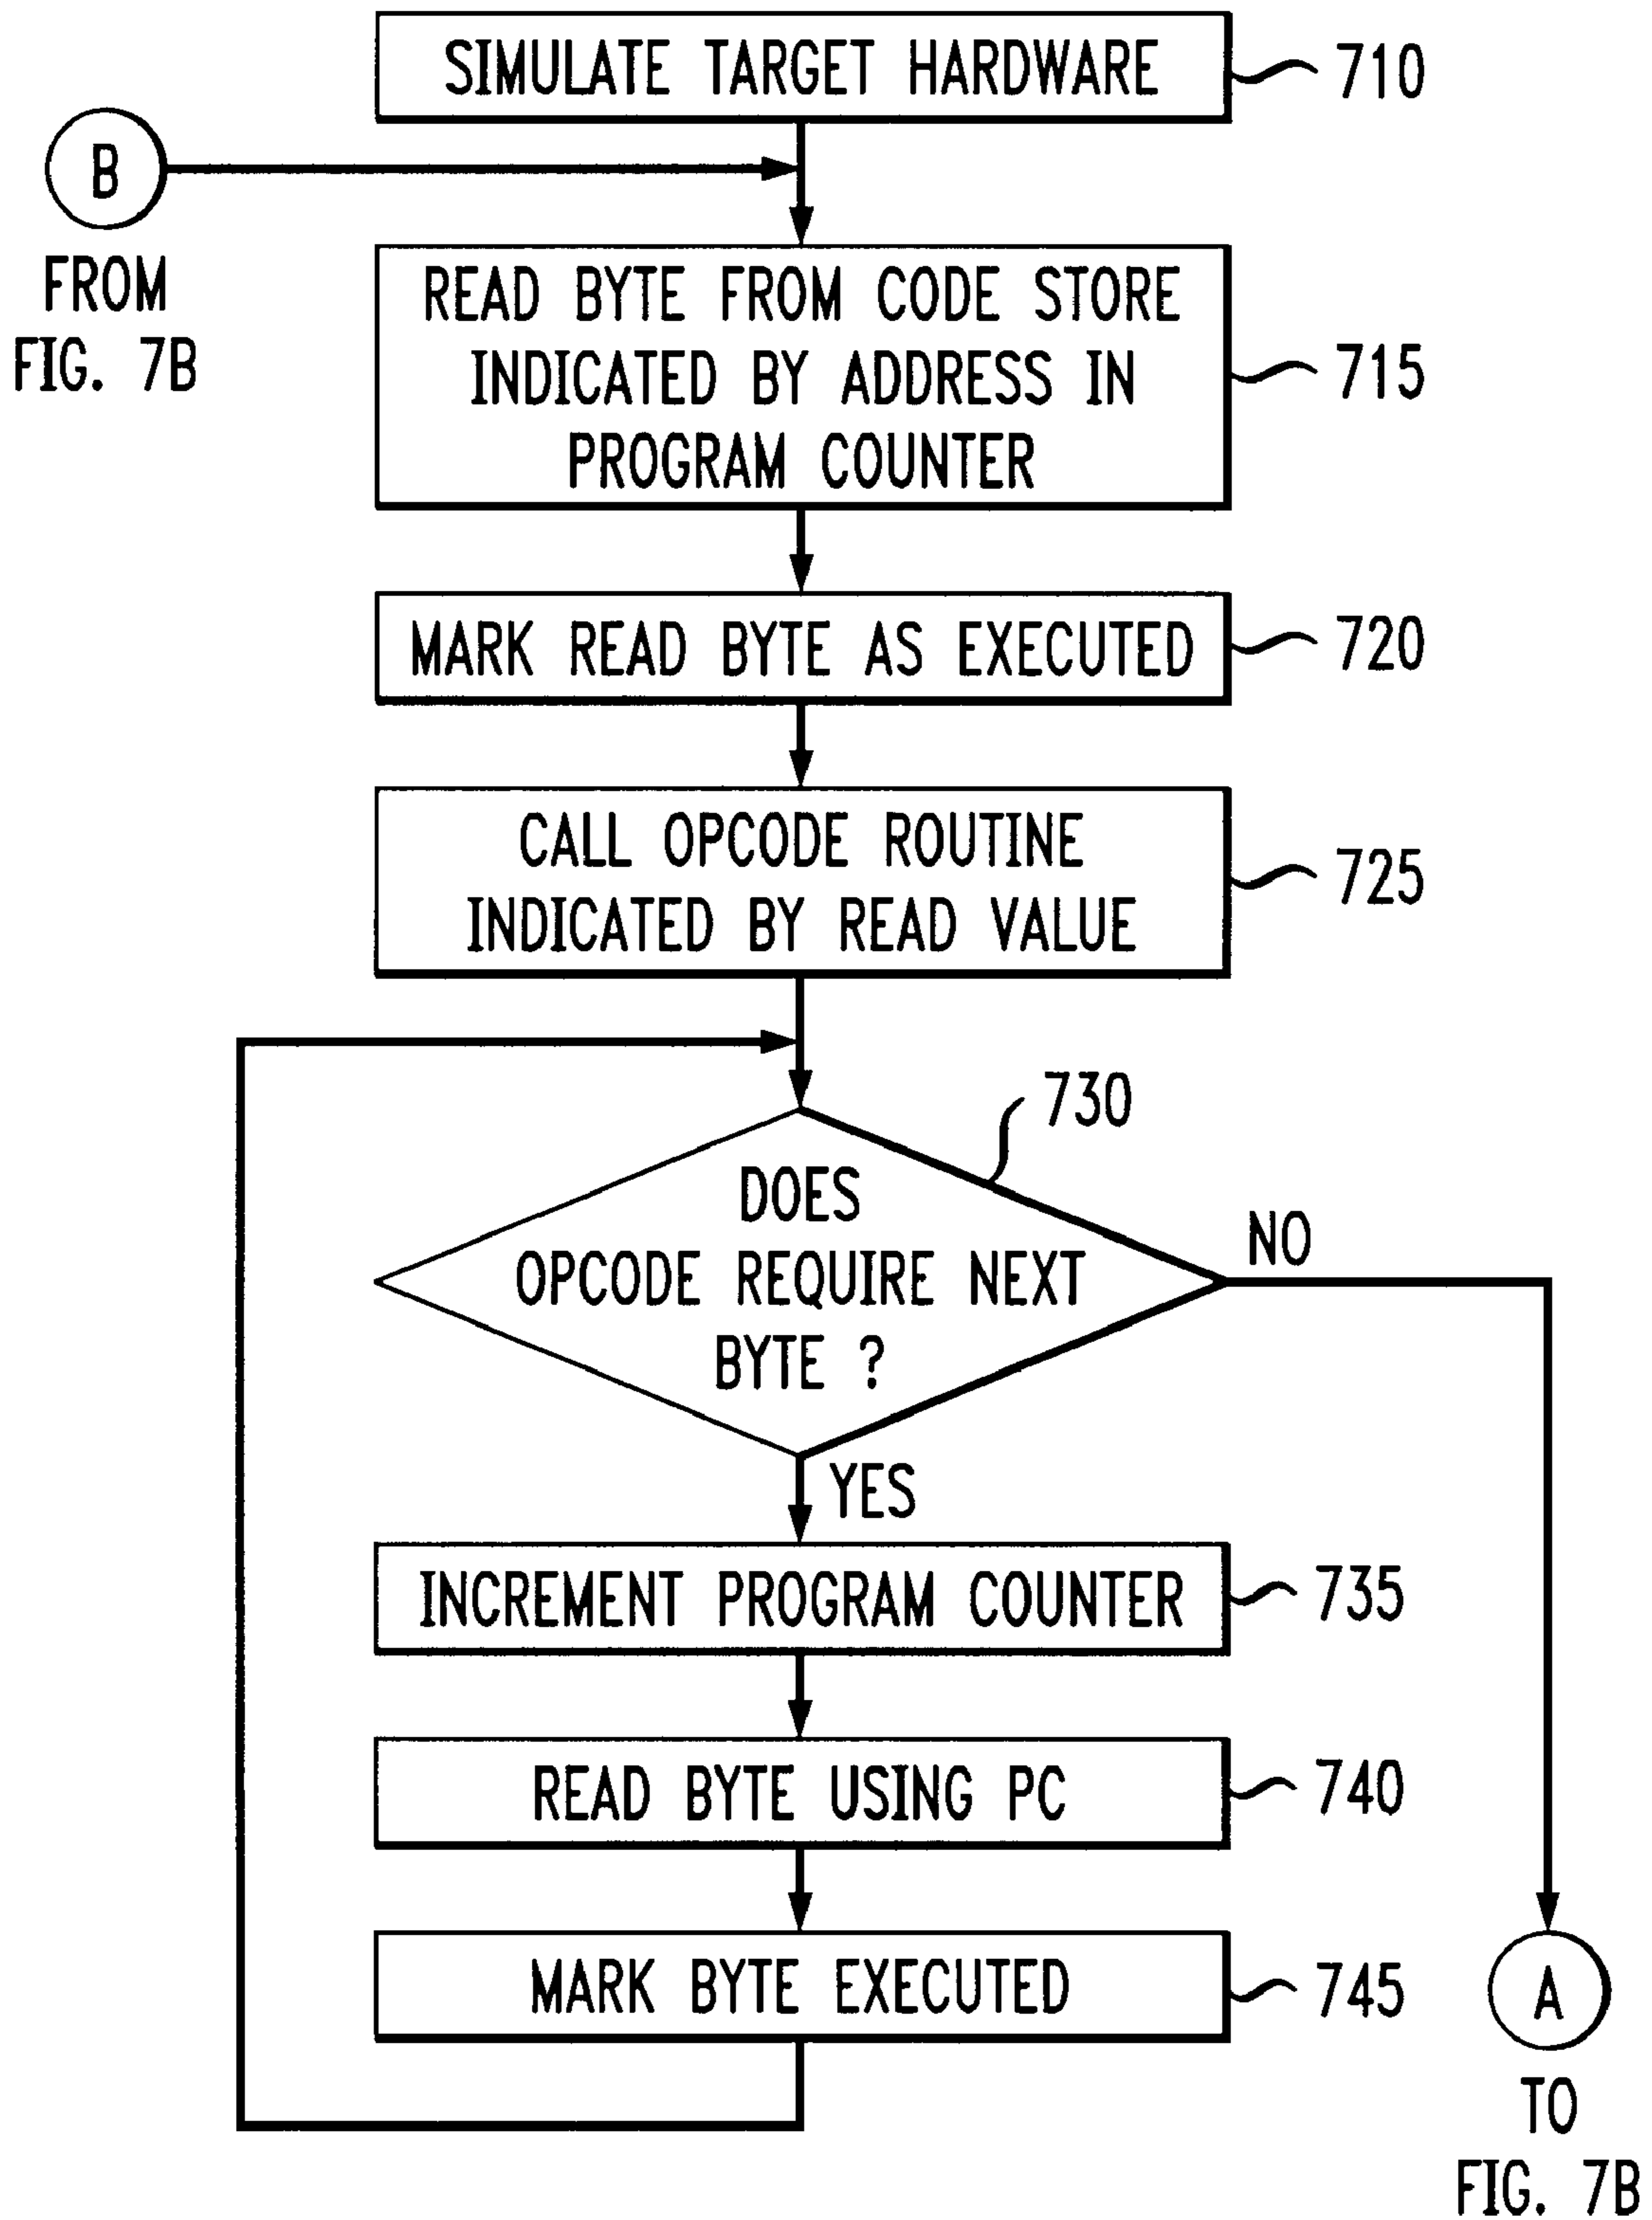 SIMULATE TARGET HARDWARE
710
B
FROM
FIG. 7B
READ BYTE FROM CODE STORE
INDICATED BY ADDRESS IN
PROGRAM COUNTER
715
MARK READ BYTE AS EXECUTED
720
CALL OPCODE ROUTINE
INDICATED BY READ VALUE
725
730
DOES
OPCODE REQUIRE NEXT
BYTE ?
NO
YES
INCREMENT PROGRAM COUNTER
735
READ BYTE USING PC
740
MARK BYTE EXECUTED
745
A
TO
FIG. 7B